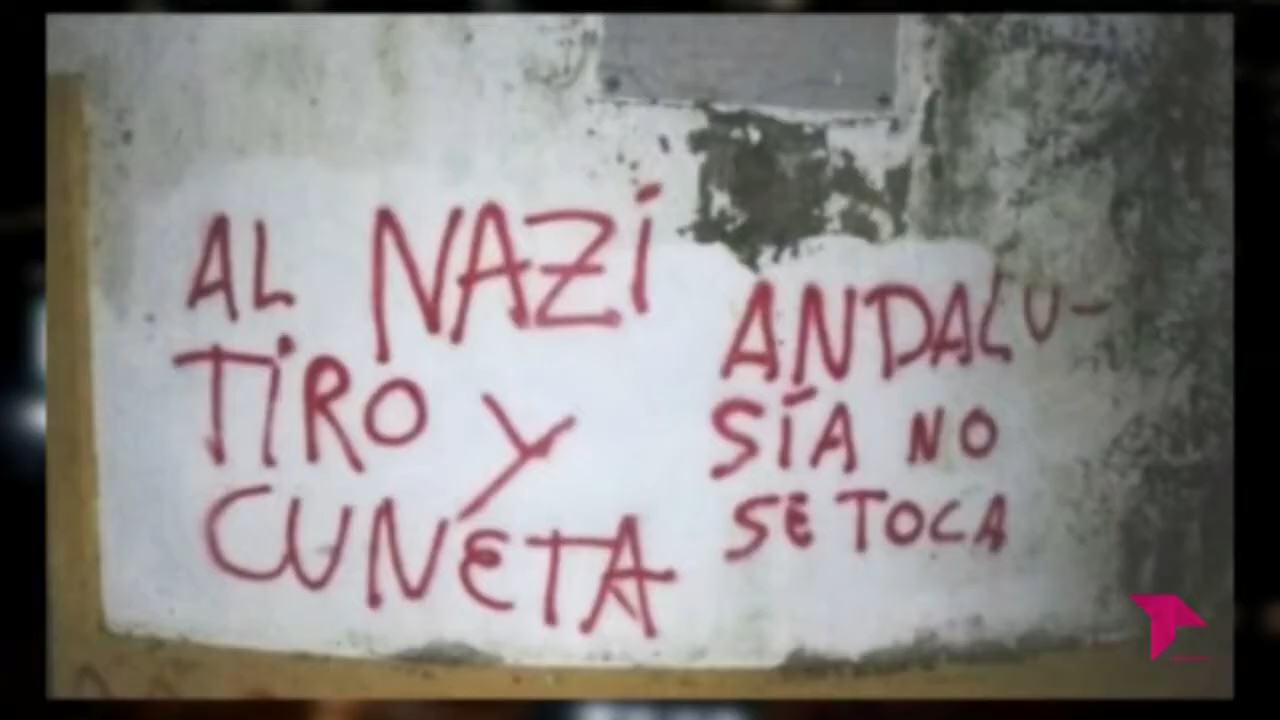 AL NAZI
TIRO Y
CUNETA
ANDALU-
SÍA NO
SE TOCA